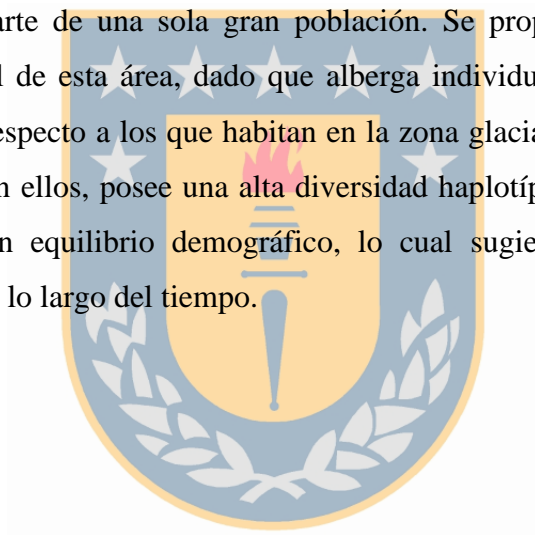 arte de una sola gran población. Se prop
l de esta área, dado que alberga individu
especto a los que habitan en la zona glacia
n ellos, posee una alta diversidad haplotíp
n equilibrio demográfico, lo cual sugie
lo largo del tiempo.